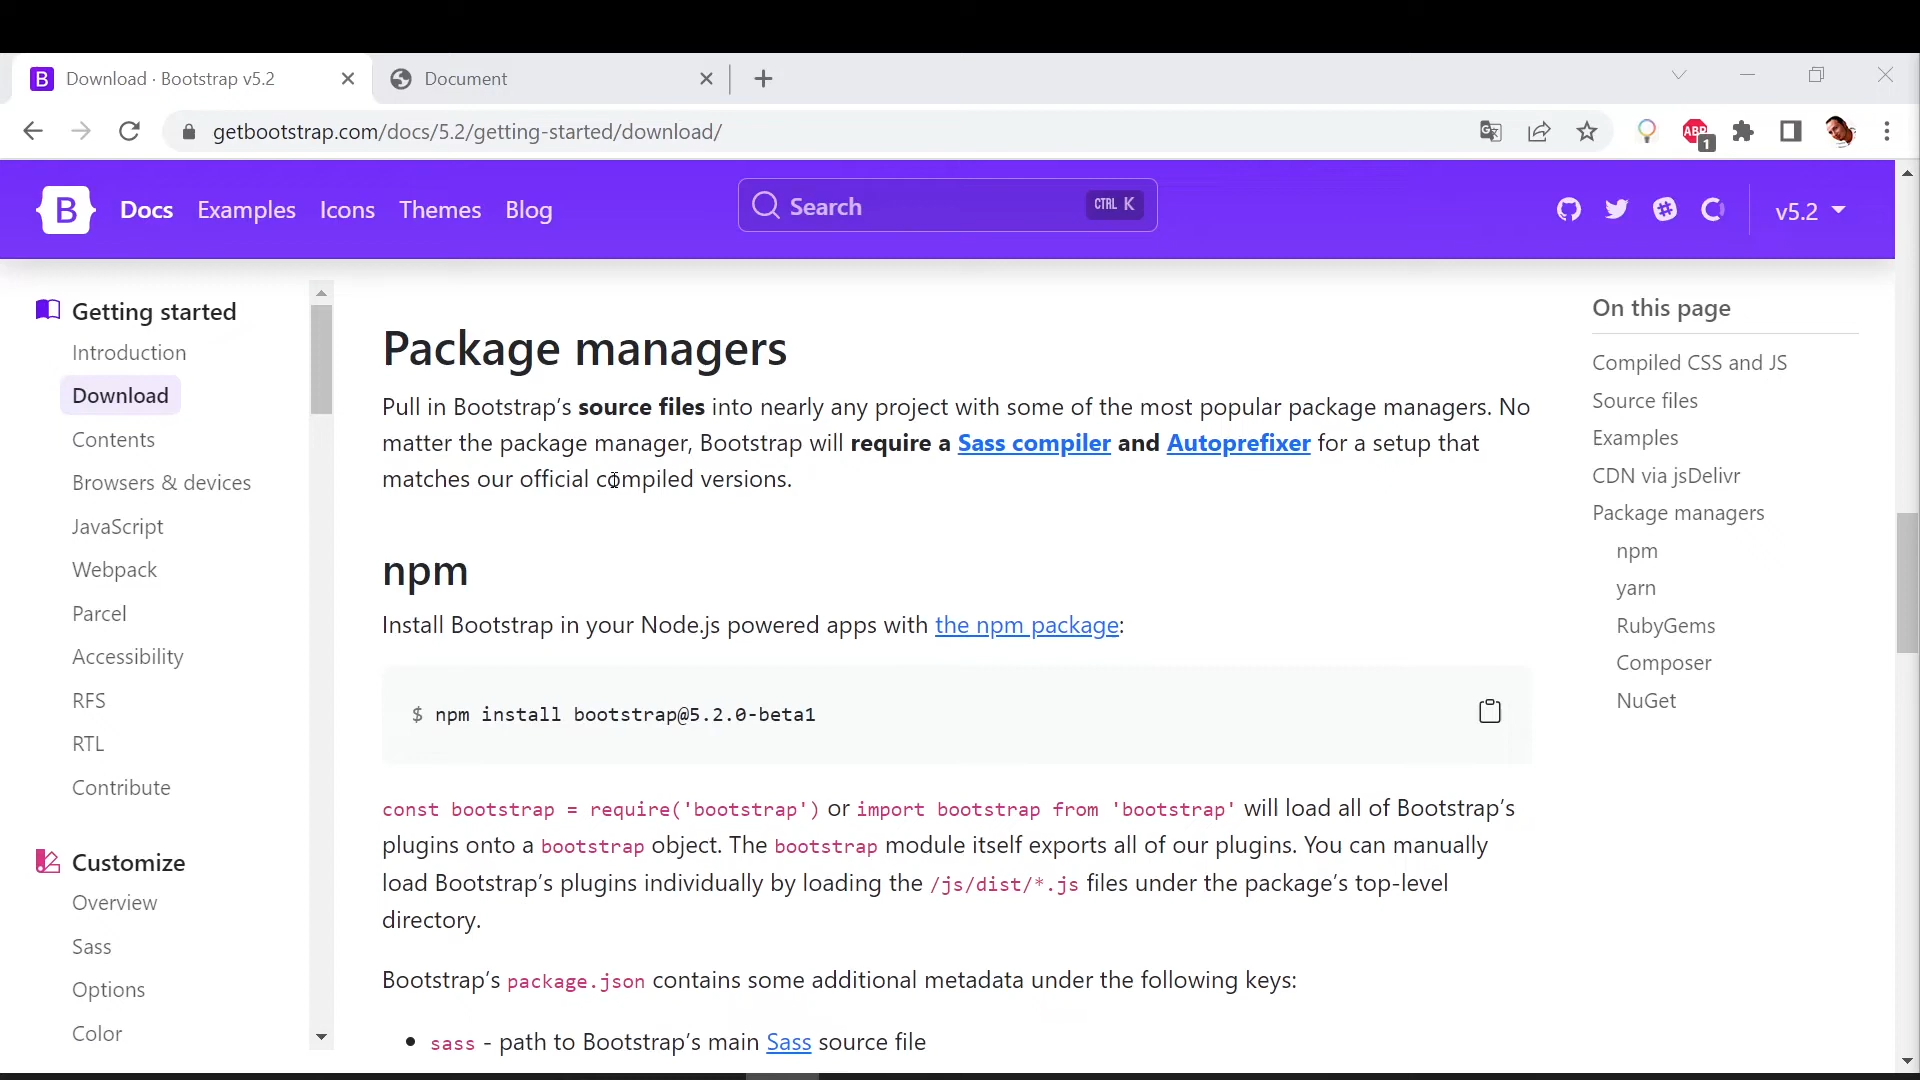 Download · Bootstrap v5.2
Document
getbootstrap.com/docs/5.2/getting-started/download/
ABP
1
B
Docs
Examples
Icons
Themes
Blog
Search
CTRL K
v5.2
Getting started
Introduction
Download
Contents
Browsers & devices
JavaScript
Webpack
Parcel
Accessibility
RFS
RTL
Contribute
Customize
Overview
Sass
Options
Color
Package managers
Pull in Bootstrap’s source files into nearly any project with some of the most popular package managers. No
matter the package manager, Bootstrap will require a Sass compiler and Autoprefixer for a setup that
matches our official compiled versions.
npm
Install Bootstrap in your Node.js powered apps with the npm package:
$ npm install bootstrap@5.2.0-beta1
const bootstrap = require('bootstrap') or import bootstrap from 'bootstrap' will load all of Bootstrap’s
plugins onto a bootstrap object. The bootstrap module itself exports all of our plugins. You can manually
load Bootstrap’s plugins individually by loading the /js/dist/*.js files under the package’s top-level
directory.
Bootstrap’s package.json contains some additional metadata under the following keys:
• sass - path to Bootstrap’s main Sass source file
On this page
Compiled CSS and JS
Source files
Examples
CDN via jsDelivr
Package managers
npm
yarn
RubyGems
Composer
NuGet